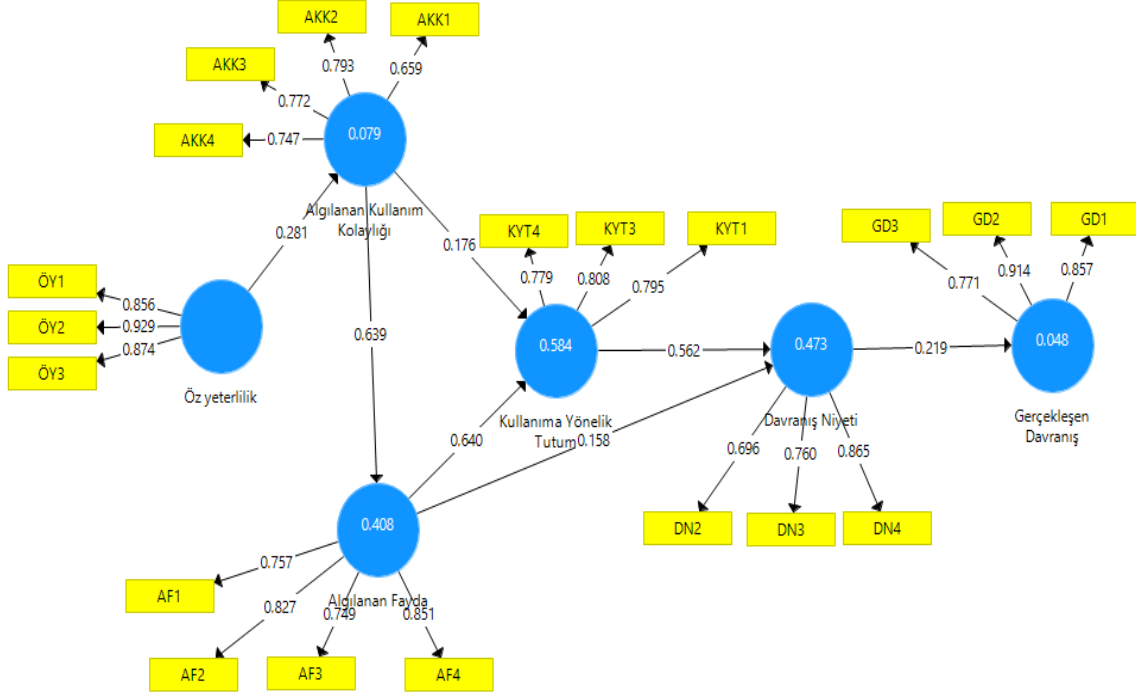 AKK2
AKK1
AKK3
0.793
0.659
0.772
AKK4
0.747
0.079
Algılanan Kullanım
Kolaylığı
0.281
0.176
0.639
ÖY1
ÖY2
ÖY3
0.856
0.929
0.874
Öz yeterlilik
KYT4
KYT3
KYT1
0.779
0.808
0.795
0.584
Kullanıma Yönelik
Tutum
0.562
0.473
Davranış Niyeti
0.219
GD3
GD2
GD1
0.771
0.914
0.857
0.048
Gerçekleşen
Davranış
0.640
0.158
0.696
0.760
0.865
DN2
DN3
DN4
0.408
Algılanan Fayda
0.757
0.827
0.749
0.851
AF1
AF2
AF3
AF4